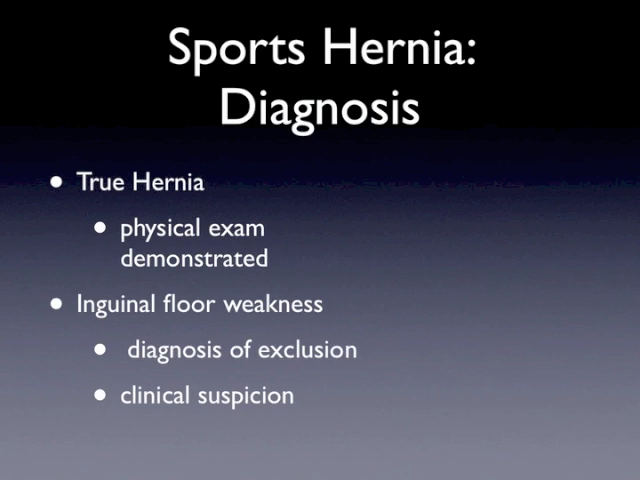 Sports Hernia:
Diagnosis
• True Hernia
• physical exam
demonstrated
• Inguinal floor weakness
• diagnosis of exclusion
• clinical suspicion